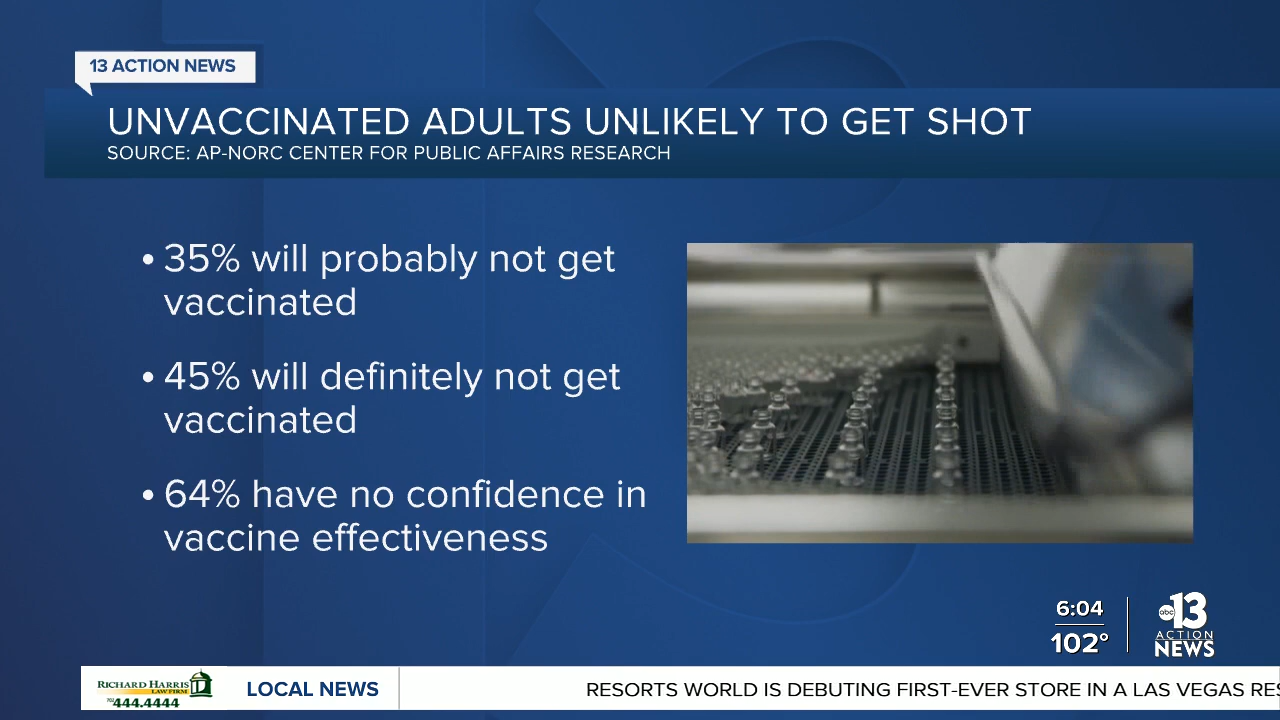 13 ACTION NEWS
UNVACCINATED ADULTS UNLIKELY TO GET SHOT
SOURCE: AP-NORC CENTER FOR PUBLIC AFFAIRS RESEARCH
• 35% will probably not get
vaccinated
• 45% will definitely not get
vaccinated
• 64% have no confidence in
vaccine effectiveness
6:04
102°
abc 13
ACTION
NEWS
RICHARD HARRIS
LAW FIRM
702 444.4444
LOCAL NEWS
RESORTS WORLD IS DEBUTING FIRST-EVER STORE IN A LAS VEGAS RES